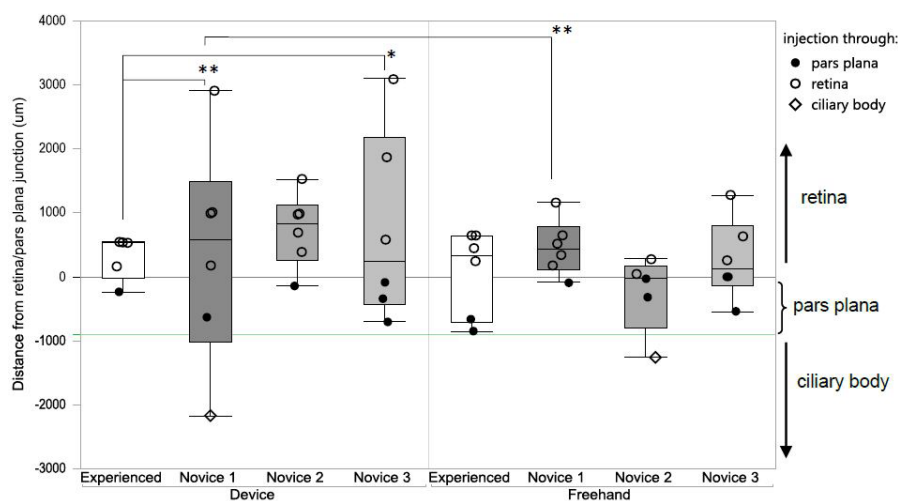 4000
3000
2000
1000
0
-1000
-2000
-3000
Distance from retina/pars plana junction (um)
**
*
**
injection through:
pars plana
retina
ciliary body
retina
pars plana
ciliary body
Experienced Novice 1 Novice 2 Novice 3 Experienced Novice 1 Novice 2 Novice 3
Device Freehand